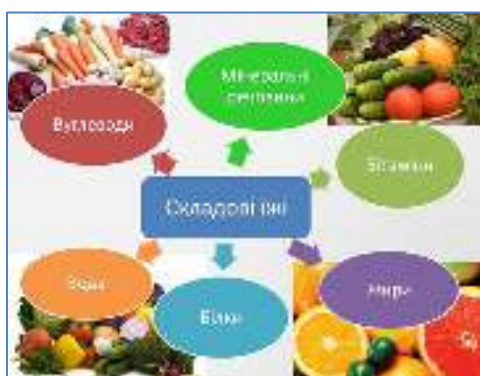 Мінеральні
речовини
Вуглеводи
Вітаміни
Складові їжі
Вода
Жири
Білки